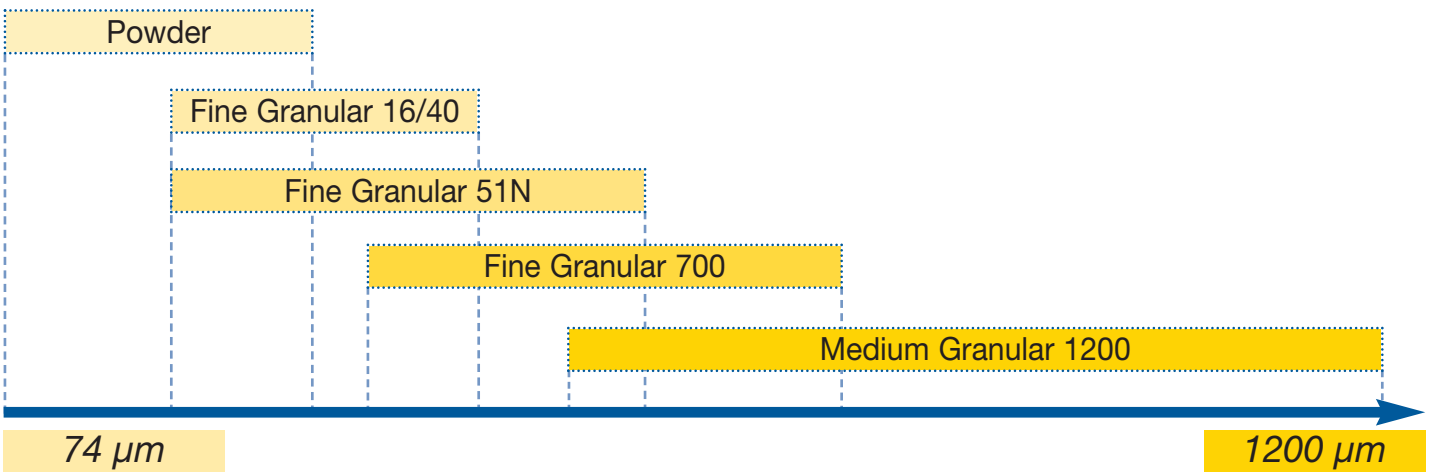 Powder
Fine Granular 16/40
Fine Granular 51N
Fine Granular 700
Medium Granular 1200
74 µm
1200 µm